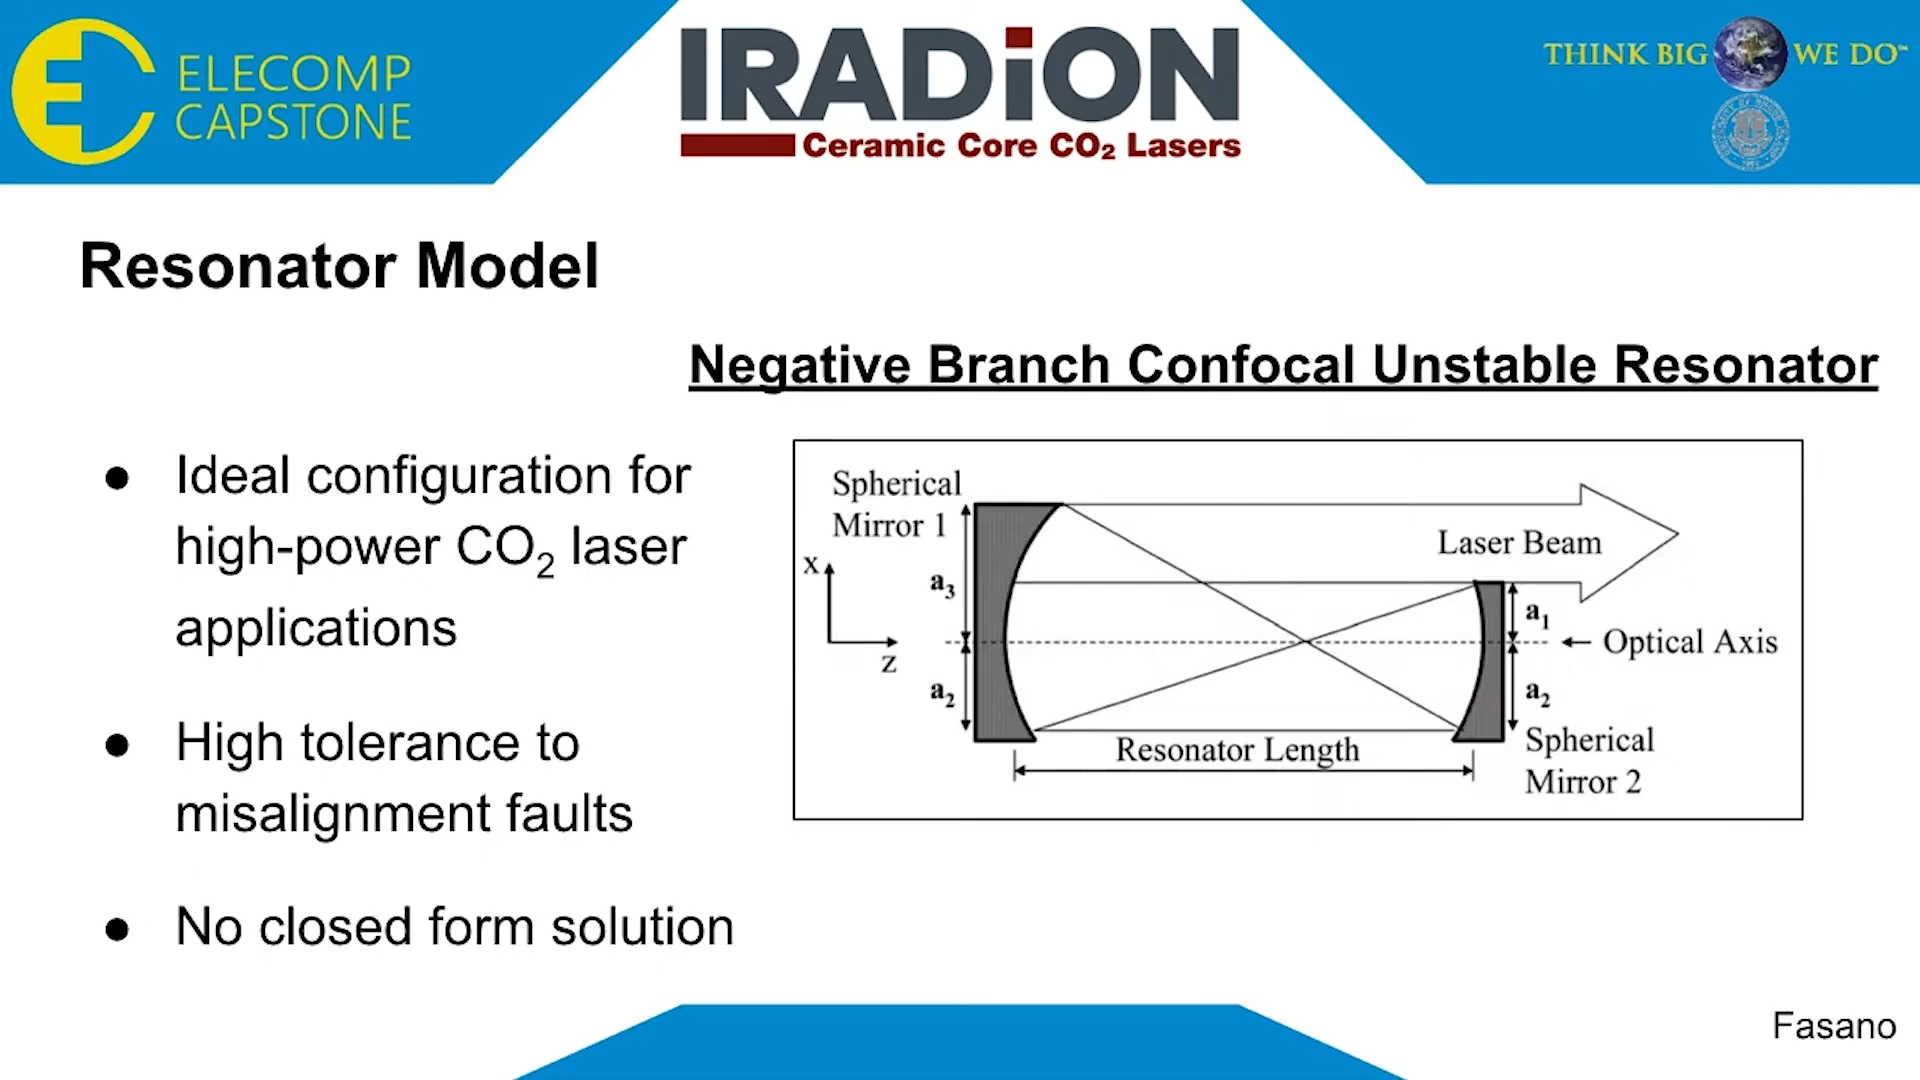 ELECOMP
CAPSTONE
IRADiON
Ceramic Core CO₂ Lasers
THINK BIG WE DO℠
Resonator Model
Negative Branch Confocal Unstable Resonator
● Ideal configuration for
high-power CO₂ laser
applications
● High tolerance to
misalignment faults
● No closed form solution
Spherical
Mirror 1
x
z
a₃
a₂
Laser Beam
a₁
Optical Axis
a₂
Resonator Length
Spherical
Mirror 2
Fasano